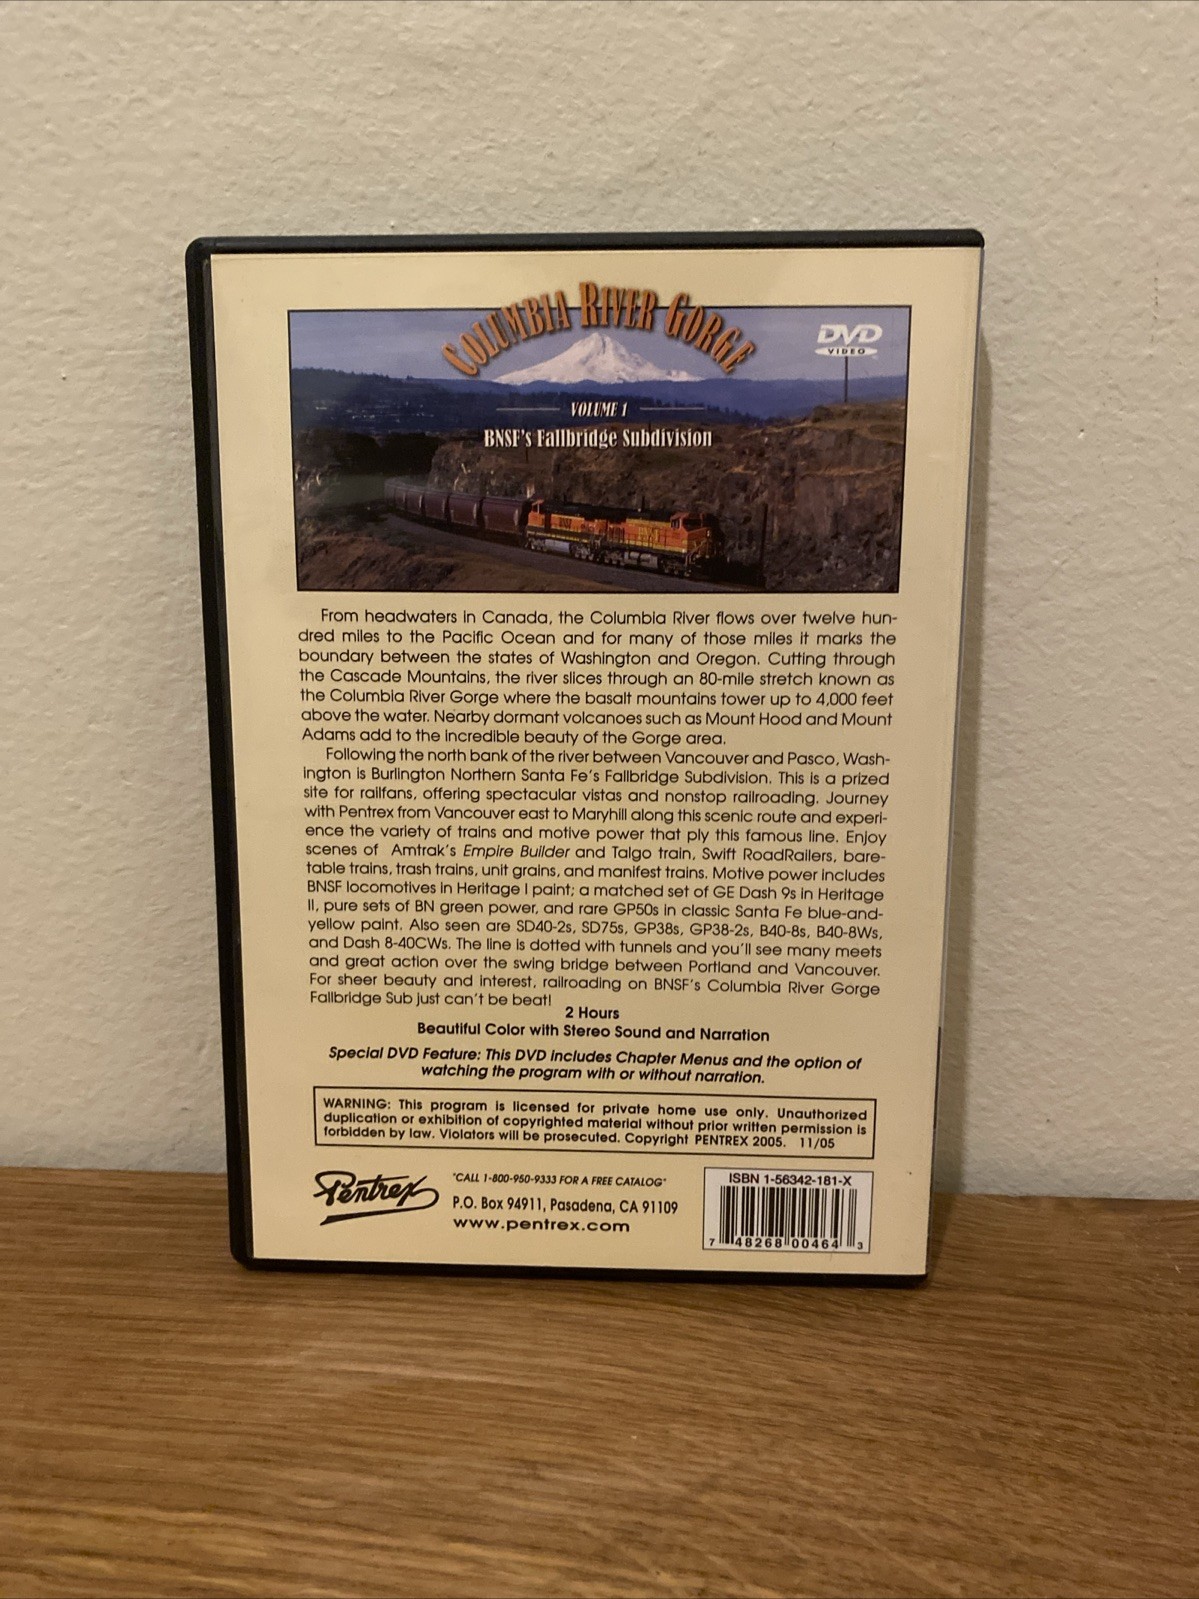 COLUMBIA RIVER GORGE
DVD
VIDEO
VOLUME 1
BNSF's Fallbridge Subdivision
From headwaters in Canada, the Columbia River flows over twelve hun-
dred miles to the Pacific Ocean and for many of those miles it marks the
boundary between the states of Washington and Oregon. Cutting through
the Cascade Mountains, the river slices through an 80-mile stretch known as
the Columbia River Gorge where the basalt mountains tower up to 4,000 feet
above the water. Nearby dormant volcanoes such as Mount Hood and Mount
Adams add to the incredible beauty of the Gorge area.
Following the north bank of the river between Vancouver and Pasco, Wash-
ington is Burlington Northern Santa Fe's Fallbridge Subdivision. This is a prized
site for railfans, offering spectacular vistas and nonstop railroading. Journey
with Pentrex from Vancouver east to Maryhill along this scenic route and experi-
ence the variety of trains and motive power that ply this famous line. Enjoy
scenes of Amtrak's Empire Builder and Talgo train, Swift RoadRailers, bare-
table trains, trash trains, unit grains, and manifest trains. Motive power includes
BNSF locomotives in Heritage I paint; a matched set of GE Dash 9s in Heritage
II, pure sets of BN green power, and rare GP50s in classic Santa Fe blue-and-
yellow paint. Also seen are SD40-2s, SD75s, GP38s, GP38-2s, B40-8s, B40-8Ws,
and Dash 8-40CWs. The line is dotted with tunnels and you'll see many meets
and great action over the swing bridge between Portland and Vancouver.
For sheer beauty and interest, railroading on BNSF's Columbia River Gorge
Fallbridge Sub just can't be beat!
2 Hours
Beautiful Color with Stereo Sound and Narration
Special DVD Feature: This DVD includes Chapter Menus and the option of
watching the program with or without narration.
WARNING: This program is licensed for private home use only. Unauthorized
duplication or exhibition of copyrighted material without prior written permission is
forbidden by law. Violators will be prosecuted. Copyright PENTREX 2005. 11/05
Pentrex
"CALL 1-800-950-9333 FOR A FREE CATALOG"
P.O. Box 94911, Pasadena, CA 91109
www.pentrex.com
ISBN 1-56342-181-X
7 48268 00464 3